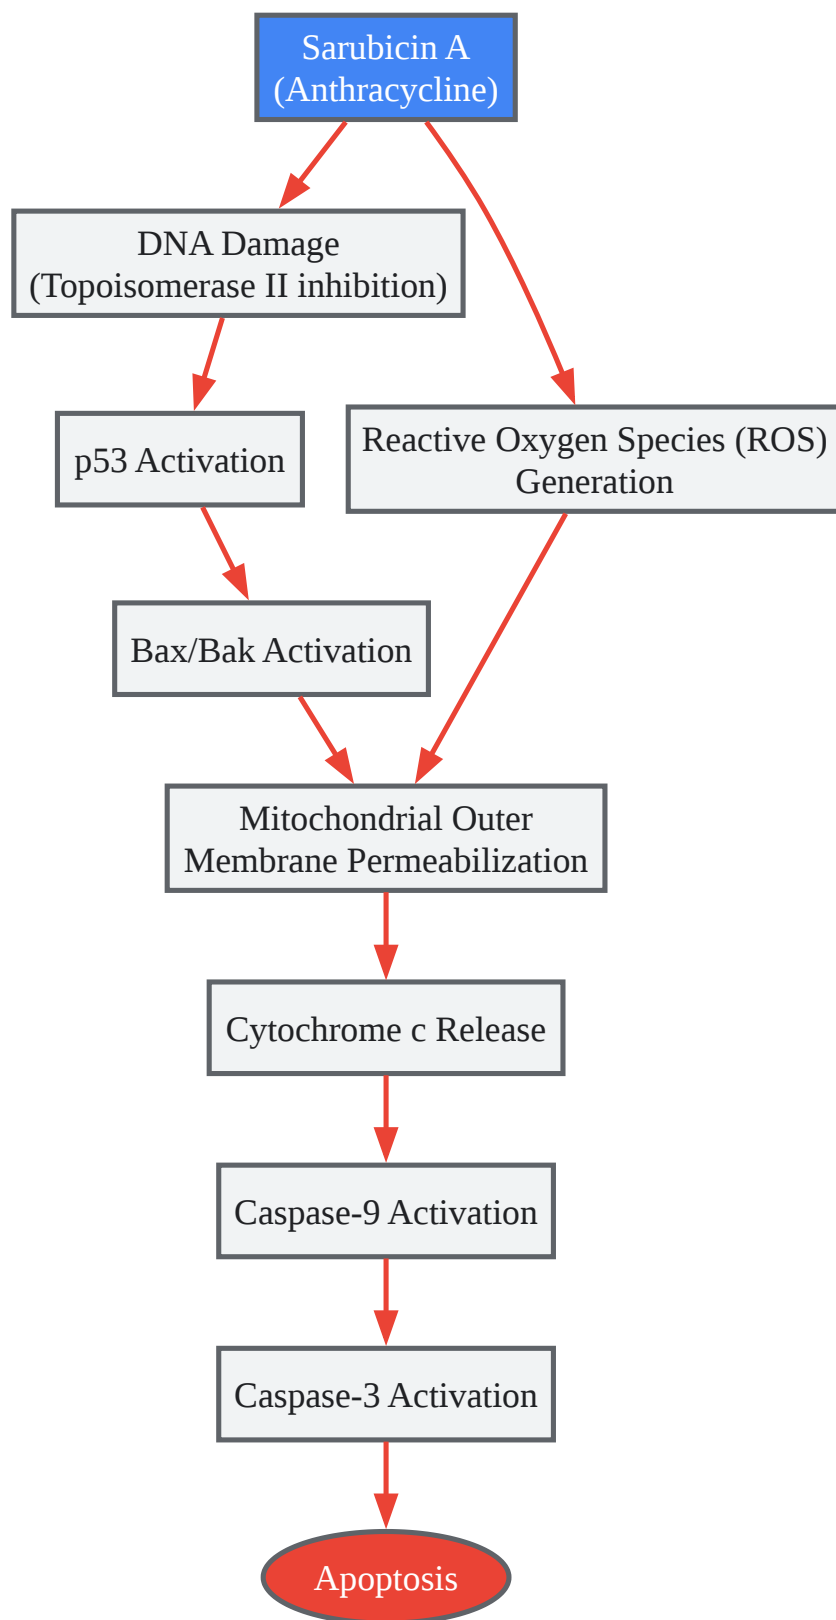 Sarubicin A
(Anthracycline)
DNA Damage
(Topoisomerase II inhibition)
p53 Activation
Reactive Oxygen Species (ROS)
Generation
Bax/Bak Activation
Mitochondrial Outer
Membrane Permeabilization
Cytochrome c Release
Caspase-9 Activation
Caspase-3 Activation
Apoptosis